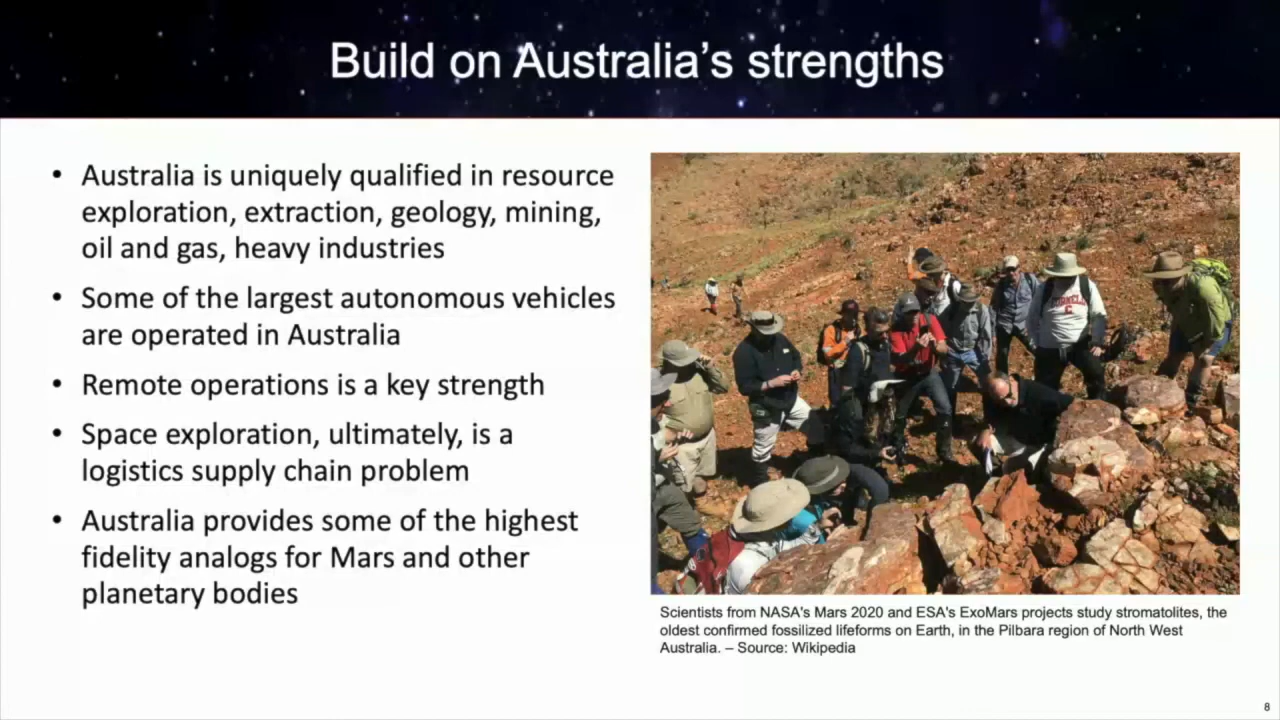 Build on Australia’s strengths
• Australia is uniquely qualified in resource
exploration, extraction, geology, mining,
oil and gas, heavy industries
• Some of the largest autonomous vehicles
are operated in Australia
• Remote operations is a key strength
• Space exploration, ultimately, is a
logistics supply chain problem
• Australia provides some of the highest
fidelity analogs for Mars and other
planetary bodies
CORNELL
C
Scientists from NASA's Mars 2020 and ESA's ExoMars projects study stromatolites, the
oldest confirmed fossilized lifeforms on Earth, in the Pilbara region of North West
Australia. – Source: Wikipedia
8